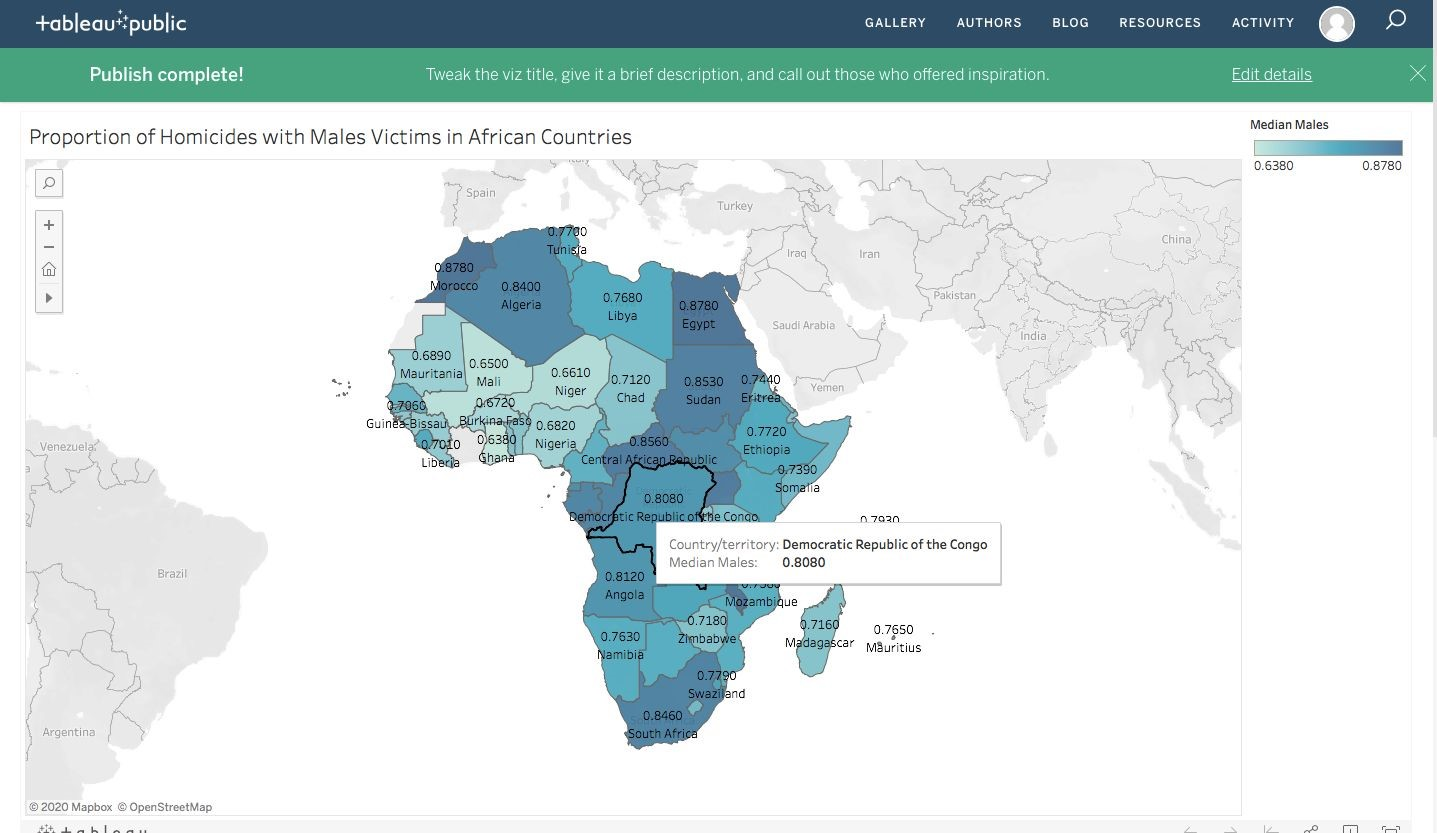 +ableau+public
GALLERY
AUTHORS
BLOG
RESOURCES
ACTIVITY
Publish complete!
Tweak the viz title, give it a brief description, and call out those who offered inspiration.
Edit details
Proportion of Homicides with Males Victims in African Countries
Median Males
0.6380
0.8780
Italy
Spain
Turkey
China
Iraq
Iran
Pakistan
Saudi Arabia
India
Yemen
Venezuela
Brazil
Argentina
0.7700
Tunisia
0.8780
Morocco
0.8400
Algeria
0.7680
Libya
0.8780
Egypt
0.6890
Mauritania
0.6500
Mali
0.6610
Niger
0.7120
Chad
0.8530
Sudan
0.7440
Eritrea
0.7060
Guinea-Bissau
0.6720
Burkina Faso
0.6820
Nigeria
0.7010
Liberia
0.6380
Ghana
0.8560
Central African Republic
0.7720
Ethiopia
0.7390
Somalia
0.8080
Democratic Republic of the Congo
0.7930
Country/territory: Democratic Republic of the Congo
Median Males: 0.8080
0.8120
Angola
0.7580
Mozambique
0.7180
Zimbabwe
0.7160
Madagascar
0.7650
Mauritius
0.7630
Namibia
0.7790
Swaziland
0.8460
South Africa
South Africa
© 2020 Mapbox © OpenStreetMap
+ableau